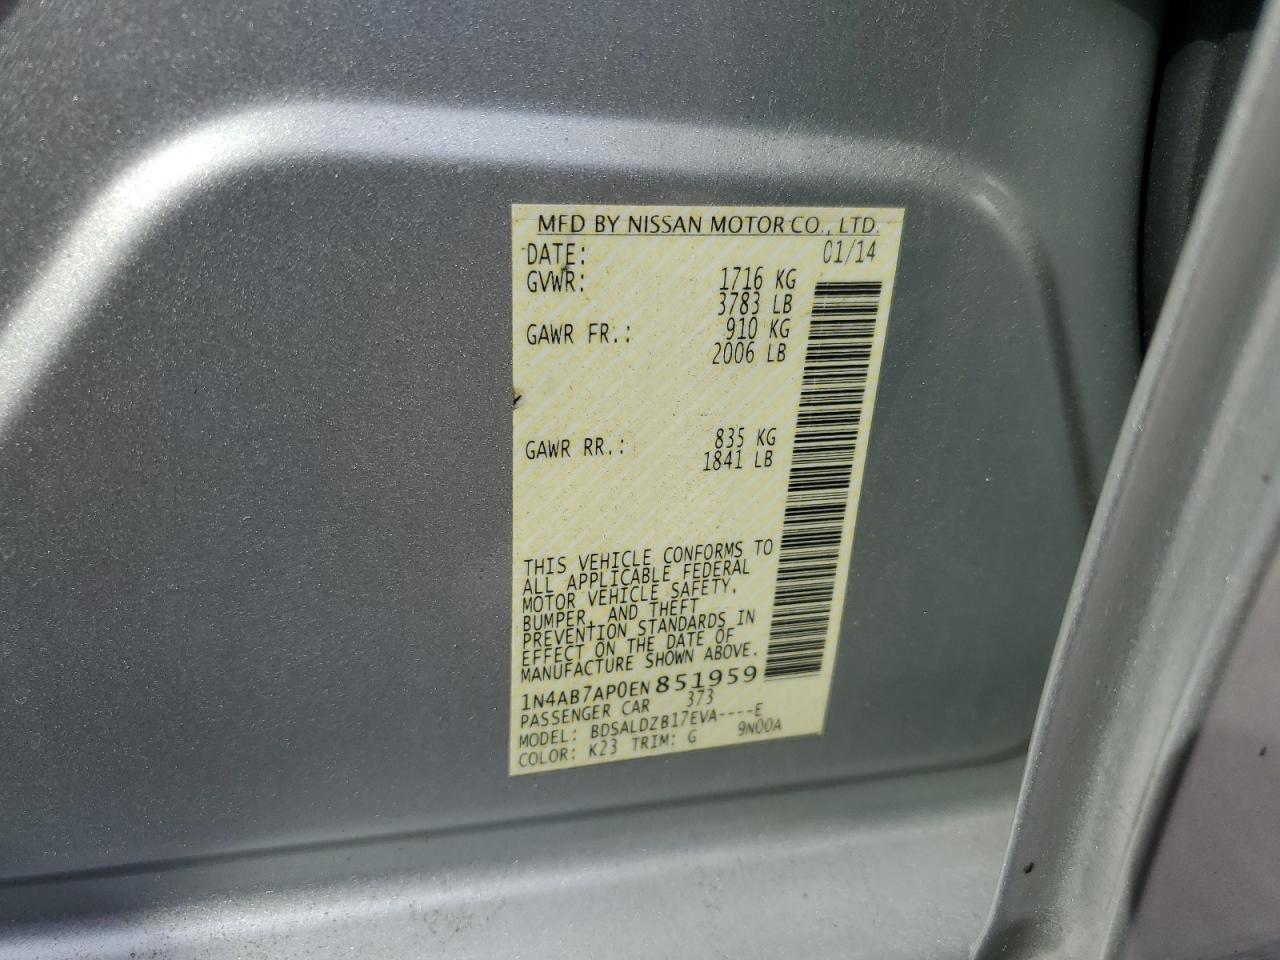 MFD BY NISSAN MOTOR CO., LTD.
DATE: 01/14
GVWR: 1716 KG
3783 LB
GAWR FR.: 910 KG
2006 LB
GAWR RR.: 835 KG
1841 LB
THIS VEHICLE CONFORMS TO
ALL APPLICABLE FEDERAL
MOTOR VEHICLE SAFETY,
BUMPER, AND THEFT
PREVENTION STANDARDS IN
EFFECT ON THE DATE OF
MANUFACTURE SHOWN ABOVE.
1N4AB7AP0EN851959
PASSENGER CAR 373
MODEL: BDSALDZB17EVA----E
COLOR: K23 TRIM: G 9N00A